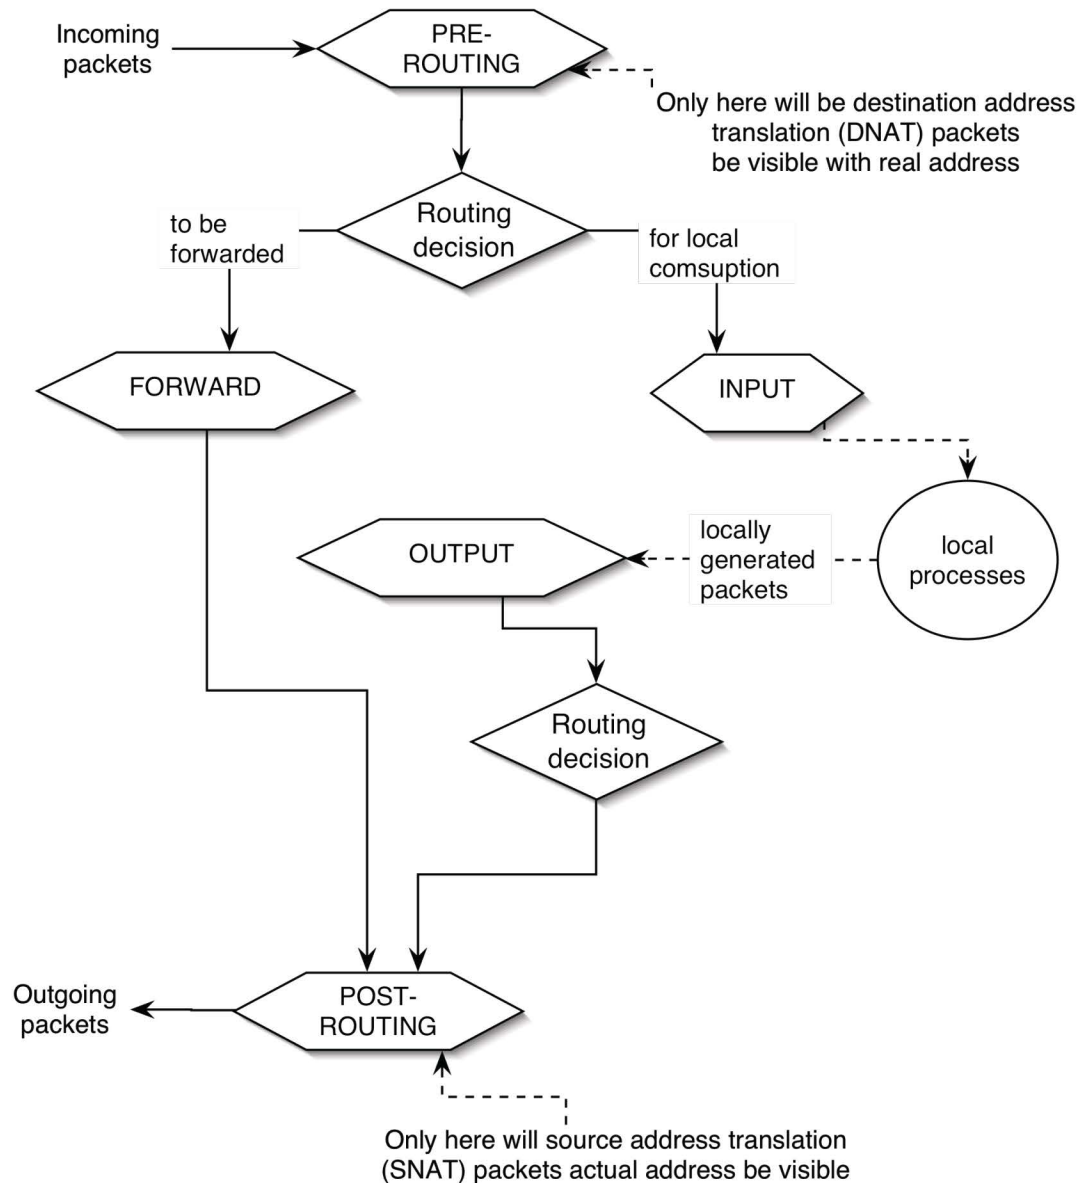 Incoming
packets
PRE-
ROUTING
Only here will be destination address
translation (DNAT) packets
be visible with real address
Routing
decision
to be
forwarded
for local
comsuption
FORWARD
INPUT
OUTPUT
locally
generated
packets
local
processes
Routing
decision
Outgoing
packets
POST-
ROUTING
Only here will source address translation
(SNAT) packets actual address be visible